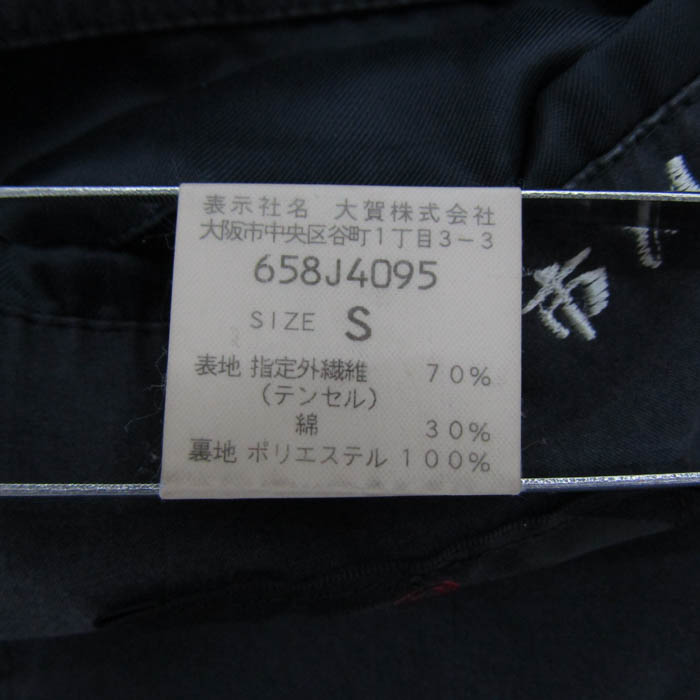 表示社名 大賀株式会社
大阪市中央区谷町1丁目3-3
658J4095
SIZE S
表地 指定外繊維 70%
(テンセル)
綿 30%
裏地 ポリエステル 100%